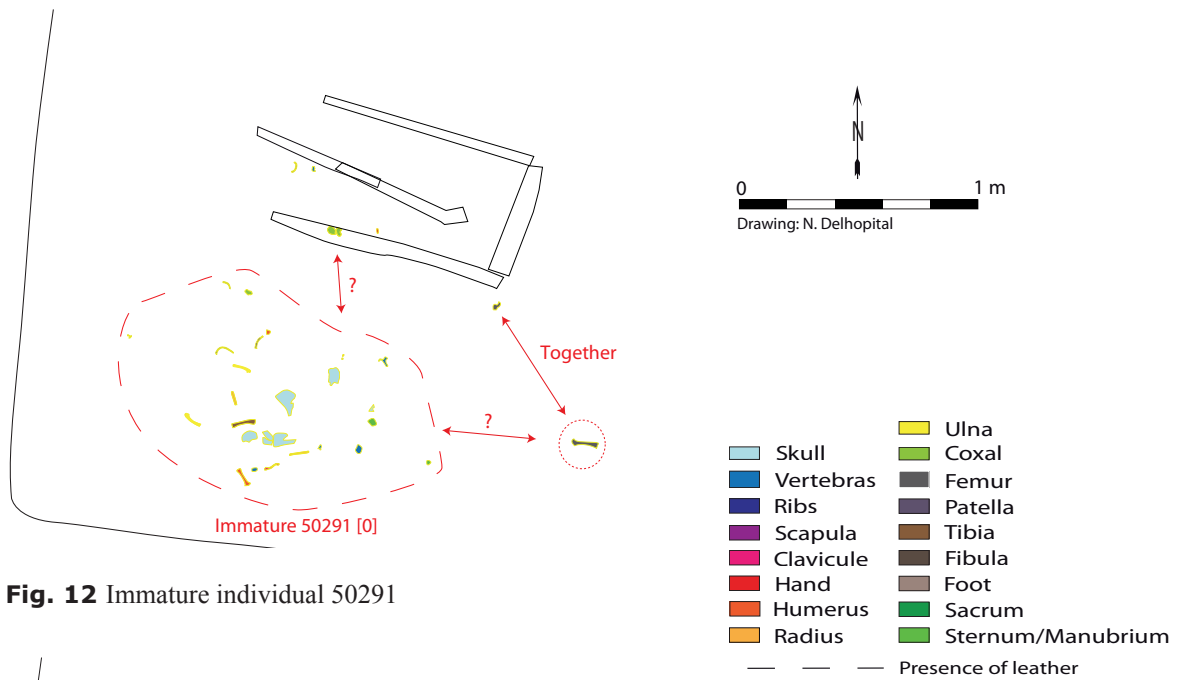 N
0 1 m
Drawing: N. Delhopital
?
Together
?
Immature 50291 [0]
Skull
Vertebras
Ribs
Scapula
Clavicule
Hand
Humerus
Radius
Ulna
Coxal
Femur
Patella
Tibia
Fibula
Foot
Sacrum
Sternum/Manubrium
Presence of leather
Fig. 12 Immature individual 50291